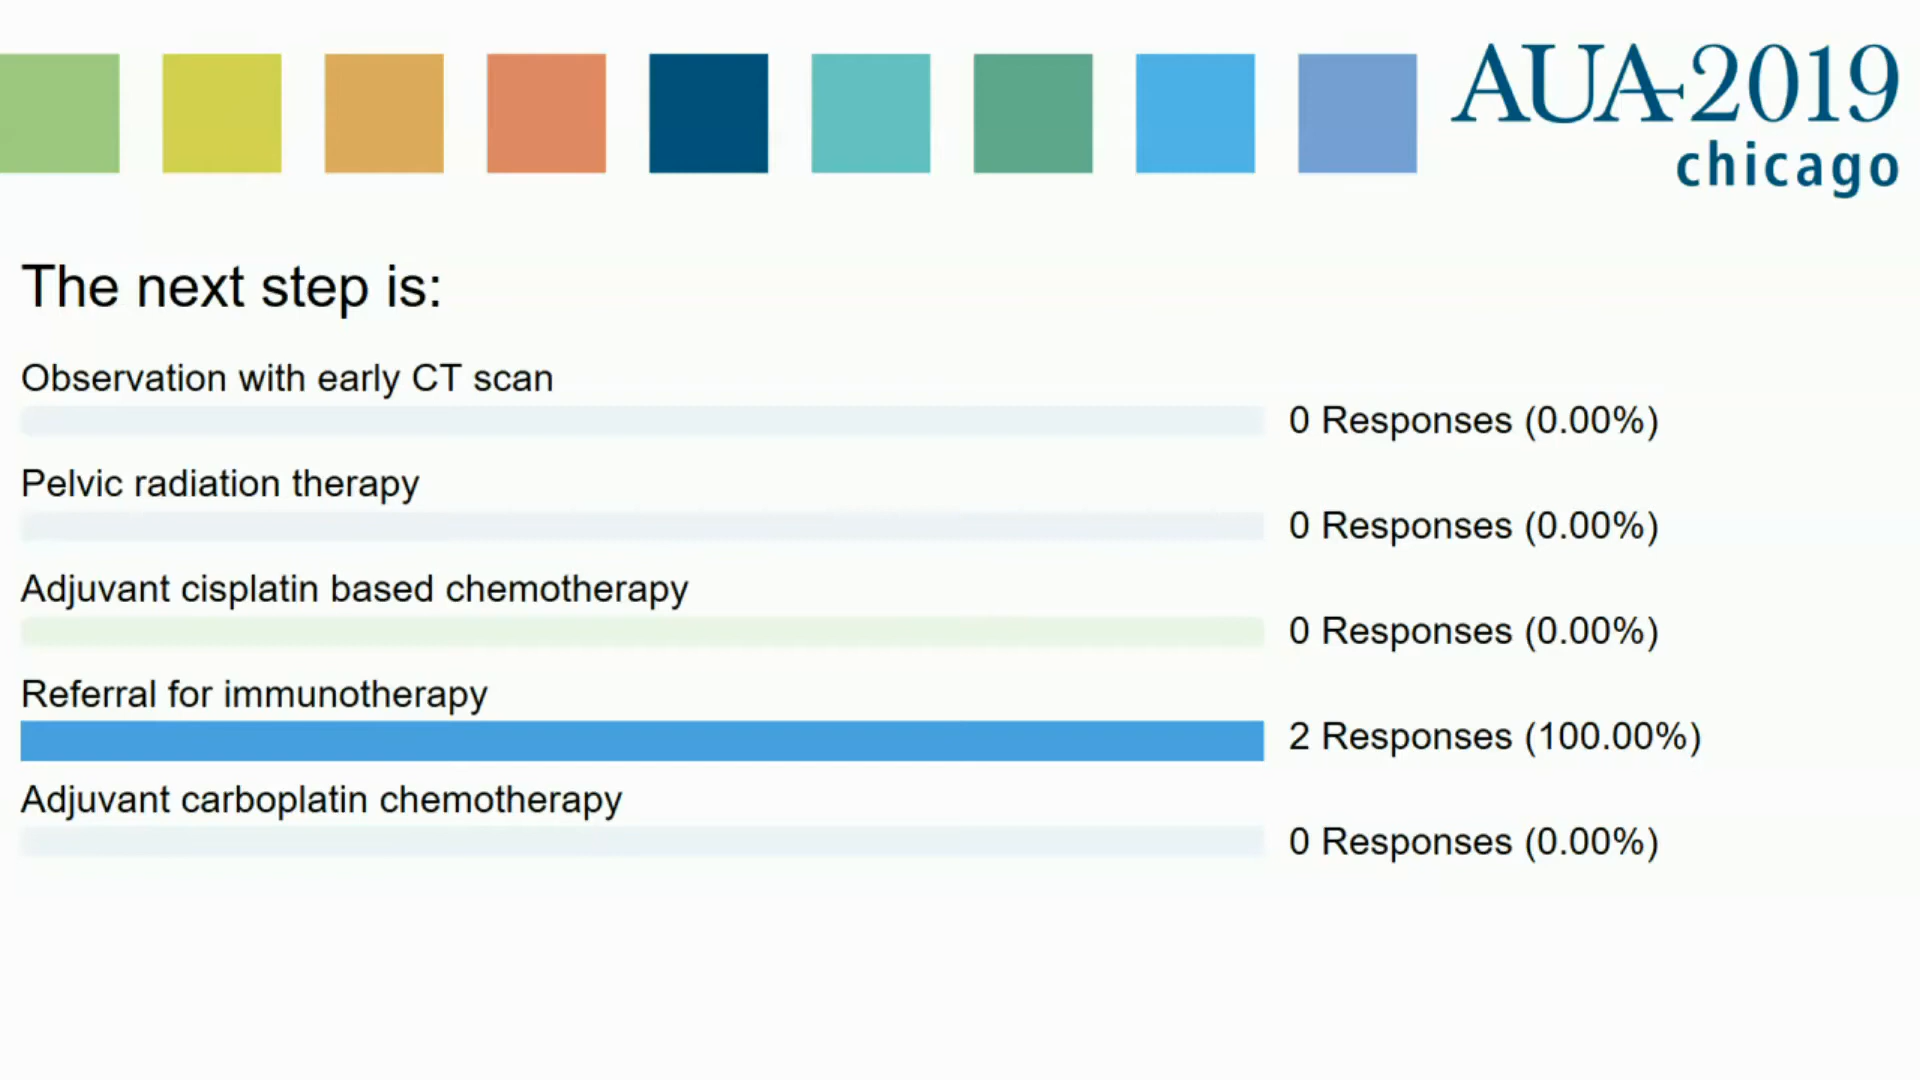 AUA 2019
chicago
The next step is:
Observation with early CT scan
0 Responses (0.00%)
Pelvic radiation therapy
0 Responses (0.00%)
Adjuvant cisplatin based chemotherapy
0 Responses (0.00%)
Referral for immunotherapy
2 Responses (100.00%)
Adjuvant carboplatin chemotherapy
0 Responses (0.00%)